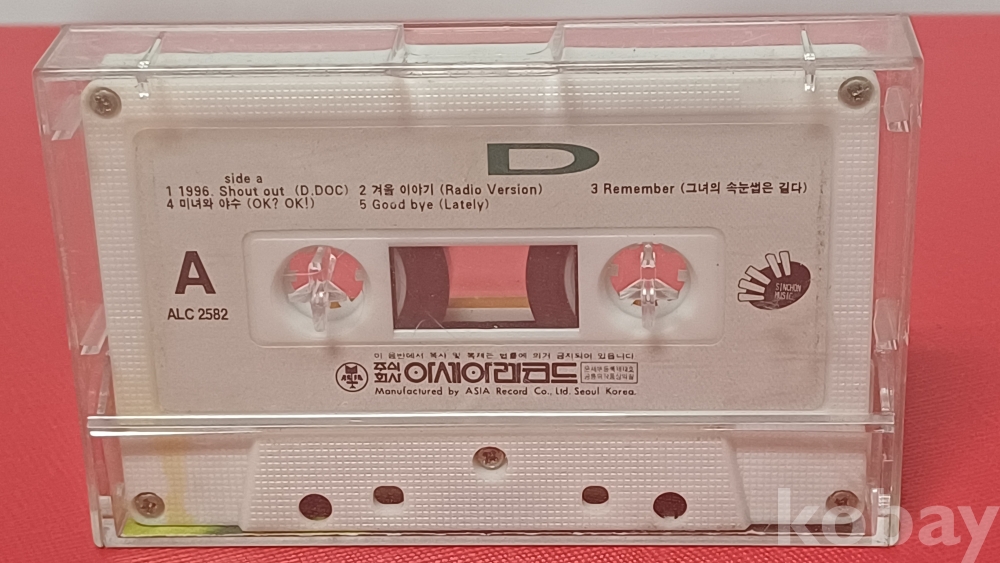 D
side a
1 1996. Shout out (D.DOC) 2 겨울 이야기 (Radio Version) 3 Remember (그녀의 속눈썹은 길다)
4 미녀와 야수 (OK? OK!) 5 Good bye (Lately)
A
ALC 2582
SINCHON
MUSIC
이 음반에서 복사 및 복제는 법률에 의거 금지되어 있읍니다
ASIA 주식회사 아세아레코드
Manufactured by ASIA Record Co., Ltd. Seoul Korea.
kobay